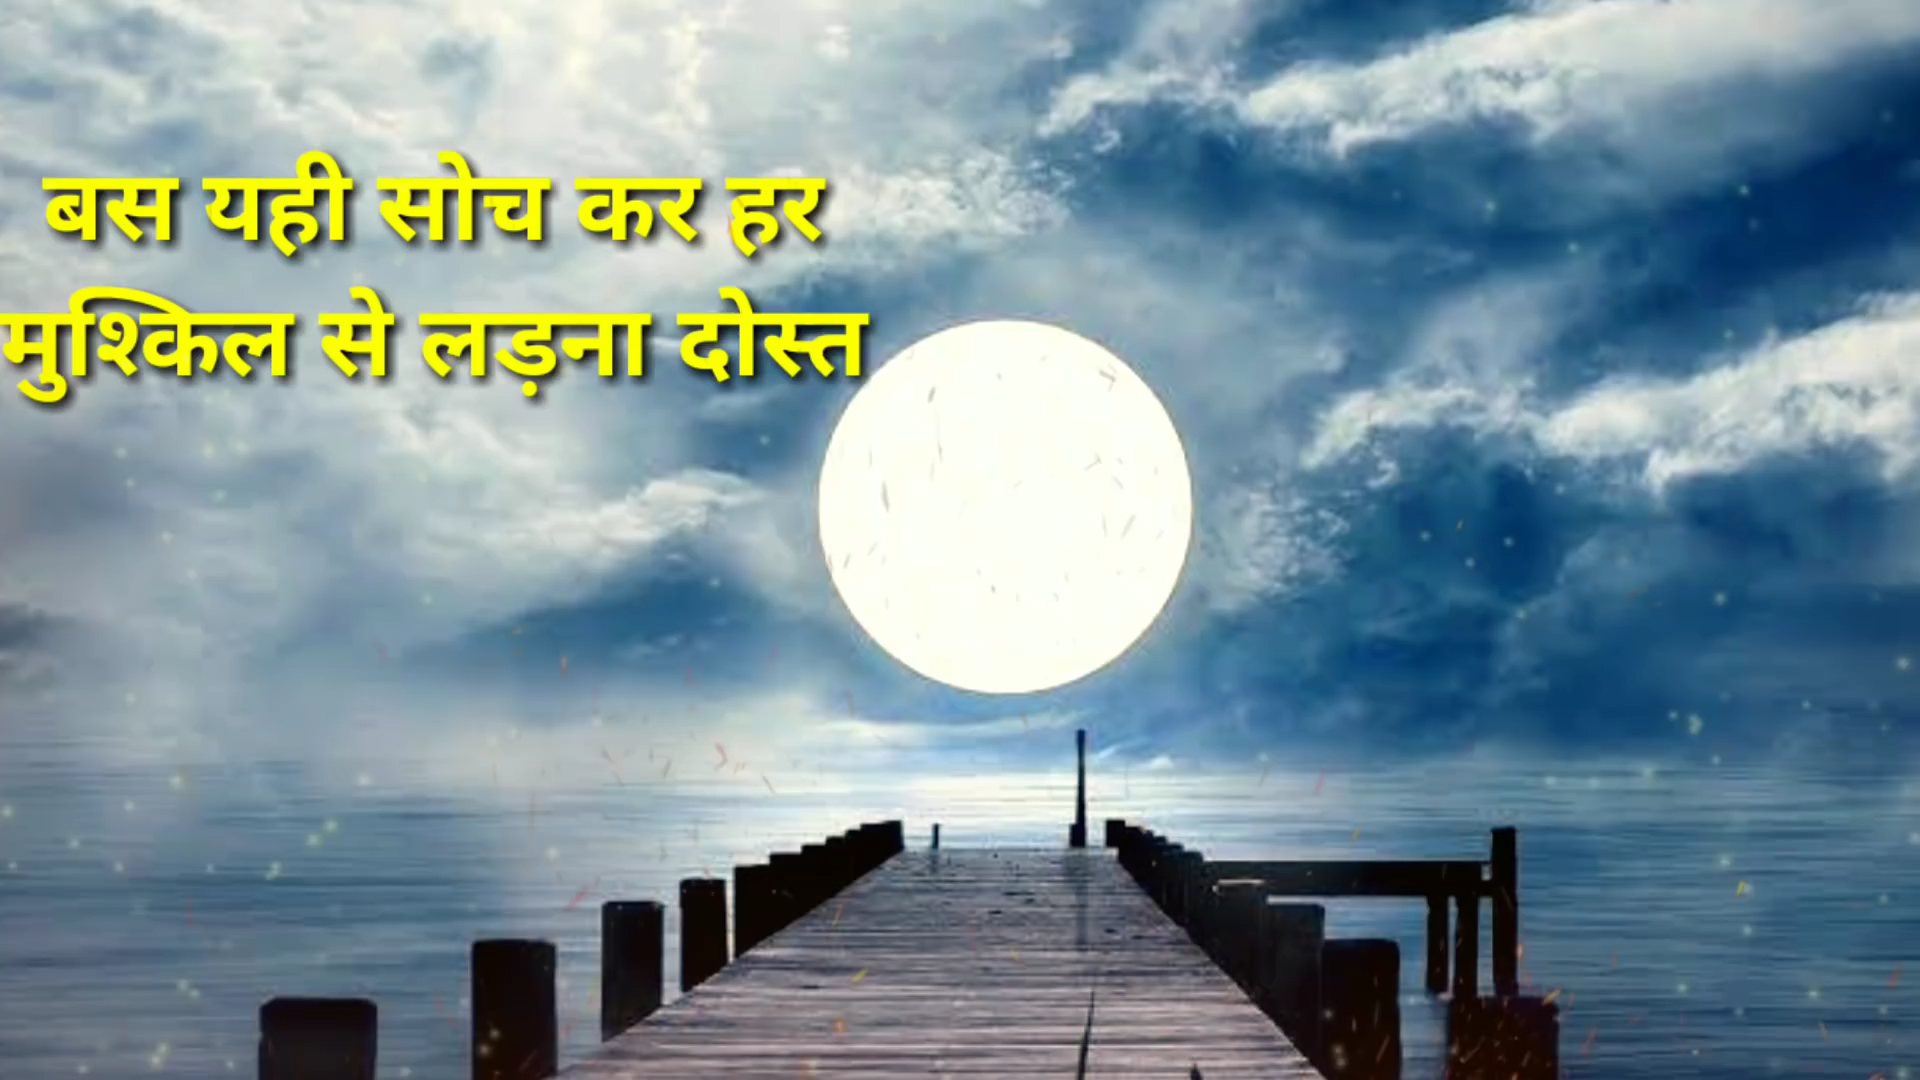 बस यही सोच कर हर
मुश्किल से लड़ना दोस्त